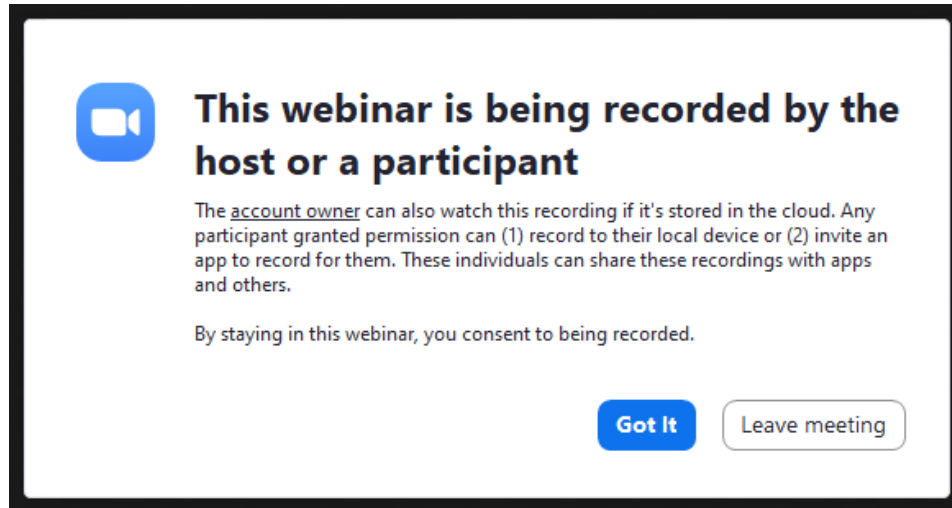 This webinar is being recorded by the
host or a participant
The account owner can also watch this recording if it's stored in the cloud. Any
participant granted permission can (1) record to their local device or (2) invite an
app to record for them. These individuals can share these recordings with apps
and others.
By staying in this webinar, you consent to being recorded.
Got It
Leave meeting